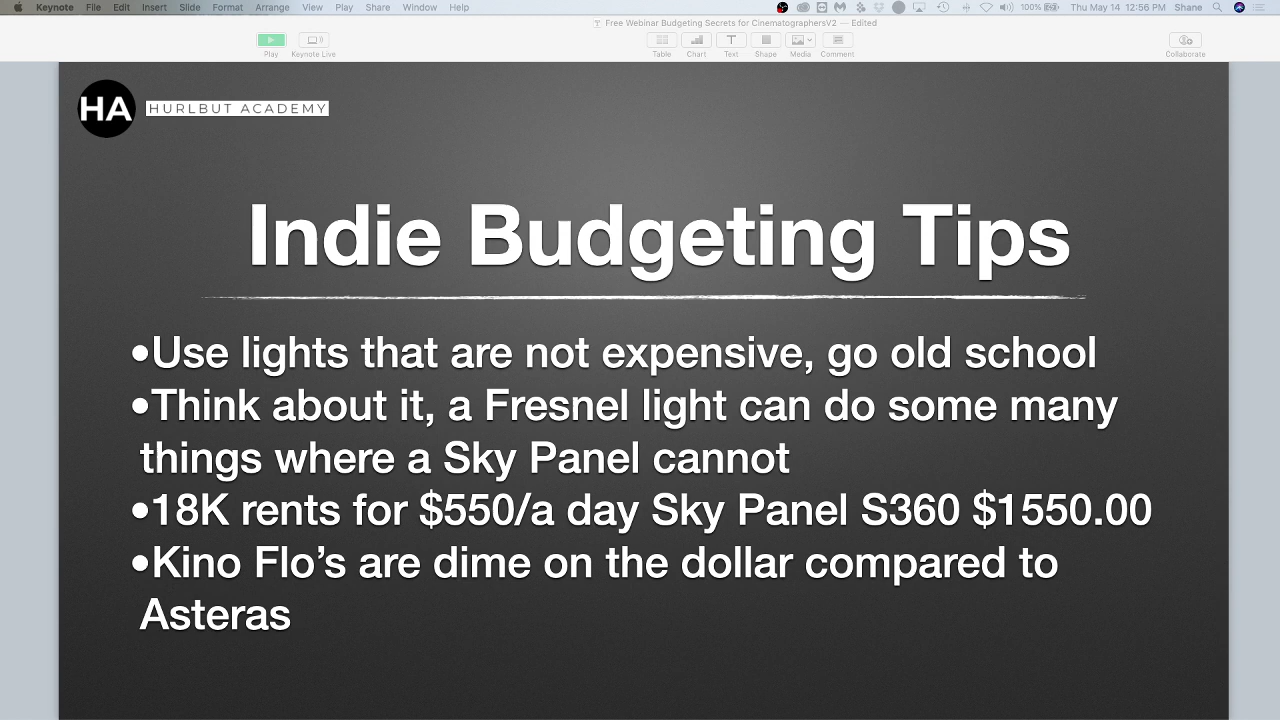 Keynote File Edit Insert Slide Format Arrange View Play Share Window Help 100% Thu May 14 12:56 PM Shane
Free Webinar Budgeting Secrets for CinematographersV2 — Edited
Play Keynote Live Table Chart Text Shape Media Comment Collaborate
HA HURLBUT ACADEMY
Indie Budgeting Tips
•Use lights that are not expensive, go old school
•Think about it, a Fresnel light can do some many
things where a Sky Panel cannot
•18K rents for $550/a day Sky Panel S360 $1550.00
•Kino Flo’s are dime on the dollar compared to
Asteras